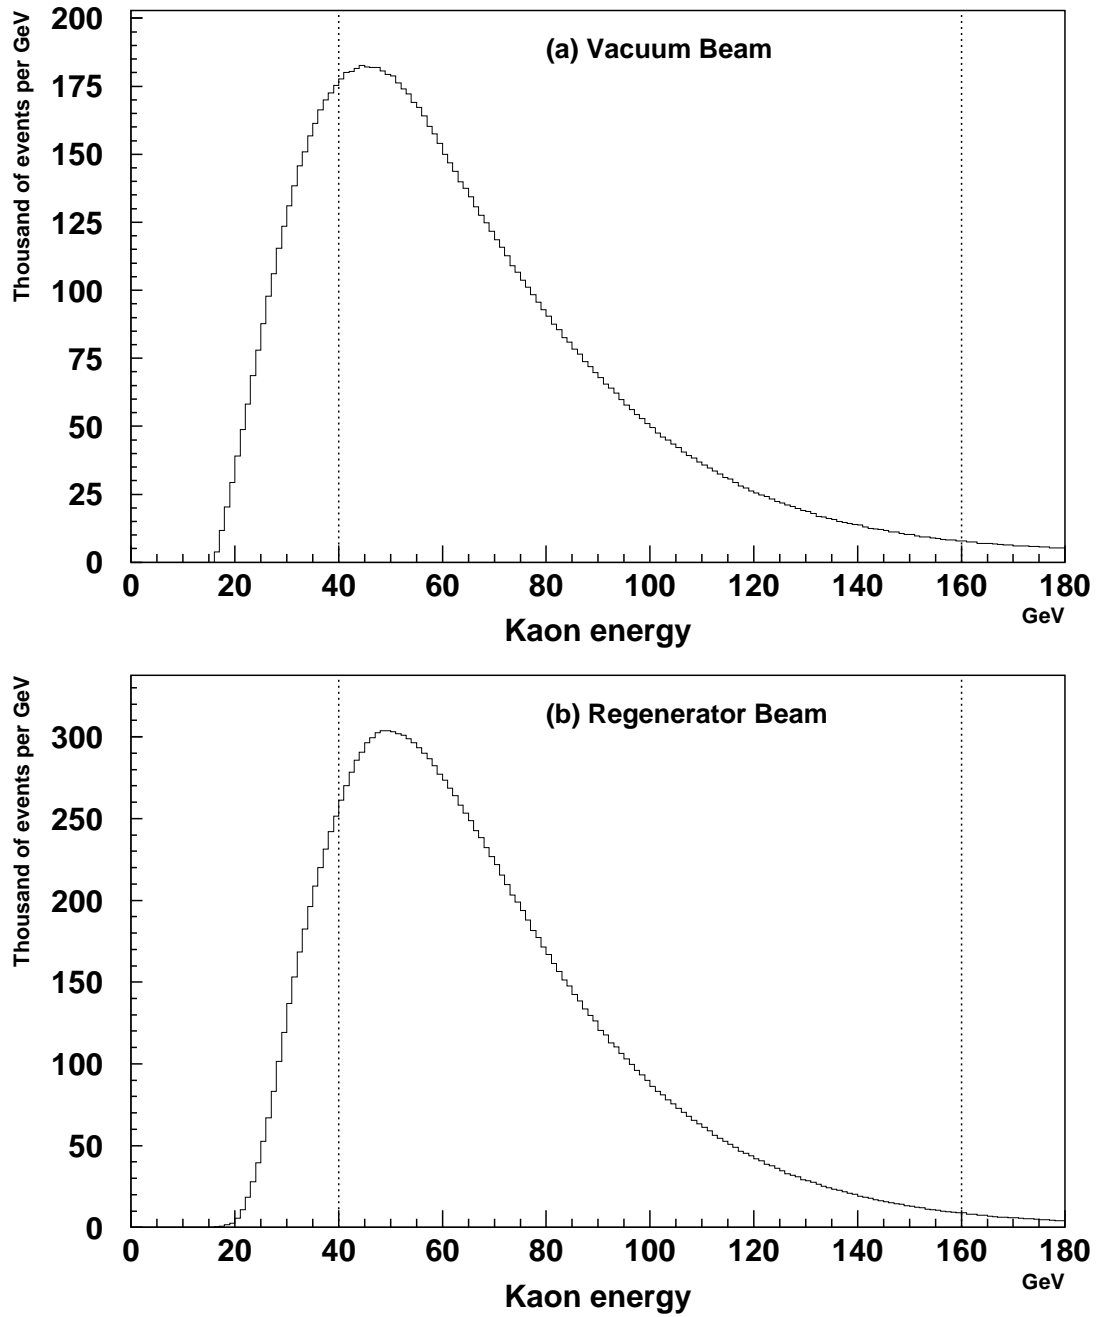 (a) Vacuum Beam
Thousand of events per GeV
200
175
150
125
100
75
50
25
0
0 20 40 60 80 100 120 140 160 180
GeV
Kaon energy
(b) Regenerator Beam
Thousand of events per GeV
300
250
200
150
100
50
0
0 20 40 60 80 100 120 140 160 180
GeV
Kaon energy